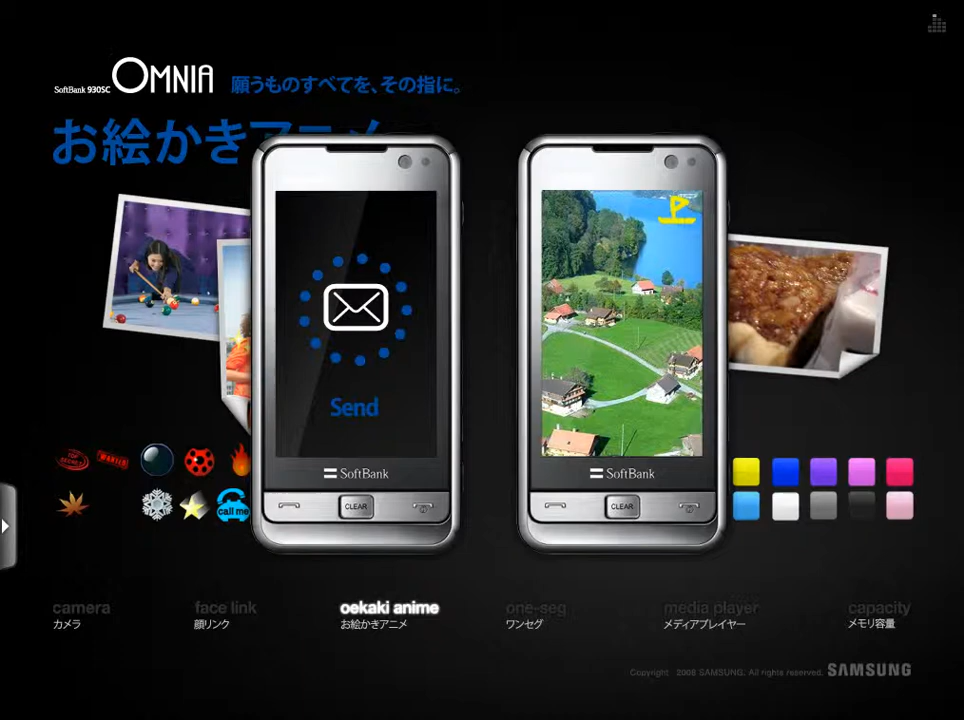 SoftBank 930SC OMNIA 願うものすべてを、その指に。
お絵かきアニメ
TOP SECRET
WANTED
call me
Send
SoftBank
CLEAR
SoftBank
CLEAR
camera
カメラ
face link
顔リンク
oekaki anime
お絵かきアニメ
one-seg
ワンセグ
media player
メディアプレイヤー
capacity
メモリ容量
Copyright 2008 SAMSUNG. All rights reserved. SAMSUNG